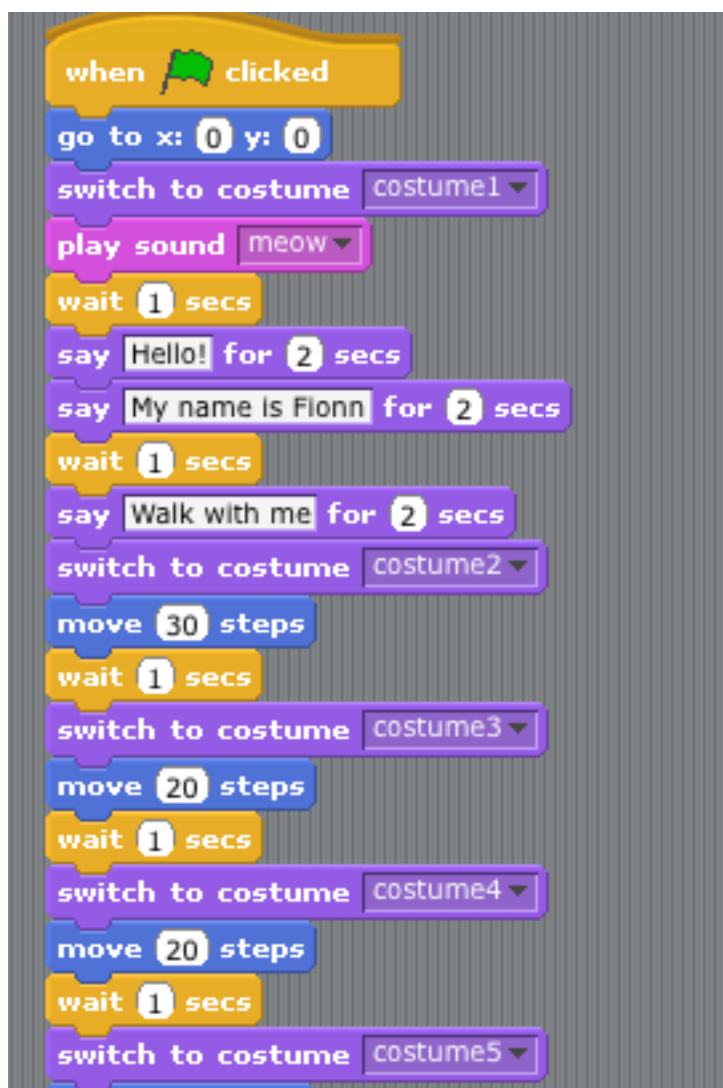 when clicked
go to x: 0 y: 0
switch to costume costume1
play sound meow
wait 1 secs
say Hello! for 2 secs
say My name is Fionn for 2 secs
wait 1 secs
say Walk with me for 2 secs
switch to costume costume2
move 30 steps
wait 1 secs
switch to costume costume3
move 20 steps
wait 1 secs
switch to costume costume4
move 20 steps
wait 1 secs
switch to costume costume5